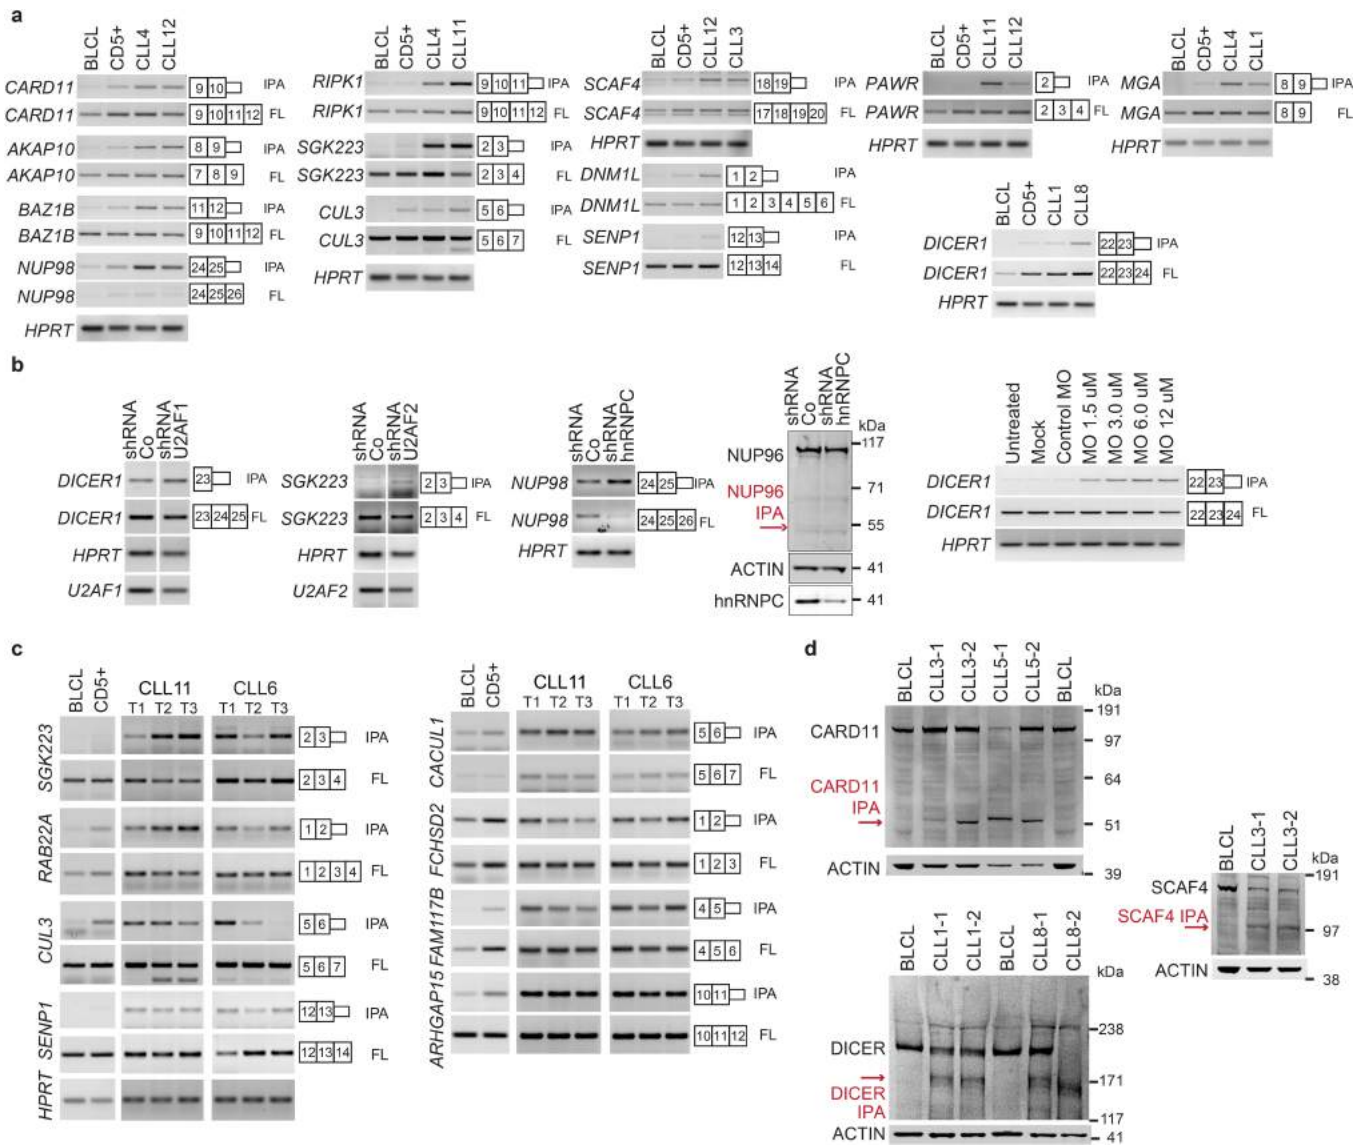 a
BLCL CD5+ CLL4 CLL12
CARD11 9 10 IPA
CARD11 9 10 11 12 FL
AKAP10 8 9 IPA
AKAP10 7 8 9 FL
BAZ1B 11 12 IPA
BAZ1B 9 10 11 12 FL
NUP98 24 25 IPA
NUP98 24 25 26 FL
HPRT
BLCL CD5+ CLL4 CLL11
RIPK1 9 10 11 IPA
RIPK1 9 10 11 12 FL
SGK223 2 3 IPA
SGK223 2 3 4 FL
CUL3 5 6 IPA
CUL3 5 6 7 FL
HPRT
BLCL CD5+ CLL12 CLL3
SCAF4 18 19 IPA
SCAF4 17 18 19 20 FL
HPRT
DNM1L 1 2 IPA
DNM1L 1 2 3 4 5 6 FL
SENP1 12 13 IPA
SENP1 12 13 14 FL
BLCL CD5+ CLL11 CLL12
PAWR 2 IPA
PAWR 2 3 4 FL
HPRT
BLCL CD5+ CLL4 CLL1
MGA 8 9 IPA
MGA 8 9 FL
HPRT
BLCL CD5+ CLL1 CLL8
DICER1 22 23 IPA
DICER1 22 23 24 FL
HPRT
b
shRNA Co shRNA U2AF1
DICER1 23 IPA
DICER1 23 24 25 FL
HPRT
U2AF1
shRNA Co shRNA U2AF2
SGK223 2 3 IPA
SGK223 2 3 4 FL
HPRT
U2AF2
shRNA Co shRNA hnRNPC
NUP98 24 25 IPA
NUP98 24 25 26 FL
HPRT
shRNA Co shRNA hnRNPC
kDa
NUP96 117
NUP96 71
IPA
55
ACTIN 41
hnRNPC 41
Untreated Mock Control MO MO 1.5 uM MO 3.0 uM MO 6.0 uM MO 12 uM
DICER1 22 23 IPA
DICER1 22 23 24 FL
HPRT
c
BLCL CD5+ CLL11 CLL6
T1 T2 T3 T1 T2 T3
SGK223 2 3 IPA
2 3 4 FL
RAB22A 1 2 IPA
1 2 3 4 FL
CUL3 5 6 IPA
5 6 7 FL
SENP1 12 13 IPA
12 13 14 FL
HPRT
BLCL CD5+ CLL11 CLL6
T1 T2 T3 T1 T2 T3
CACUL1 5 6 IPA
5 6 7 FL
FCHSD2 1 2 IPA
1 2 3 FL
FAM117B 4 5 IPA
4 5 6 FL
ARHGAP15 10 11 IPA
10 11 12 FL
d
BLCL CLL3-1 CLL3-2 CLL5-1 CLL5-2 BLCL
kDa
191
CARD11 97
64
CARD11
IPA
51
ACTIN 39
BLCL CLL3-1 CLL3-2
kDa
191
SCAF4
SCAF4 IPA 97
ACTIN 38
BLCL CLL1-1 CLL1-2 BLCL CLL8-1 CLL8-2
kDa
238
DICER
171
DICER
IPA
117
ACTIN 41